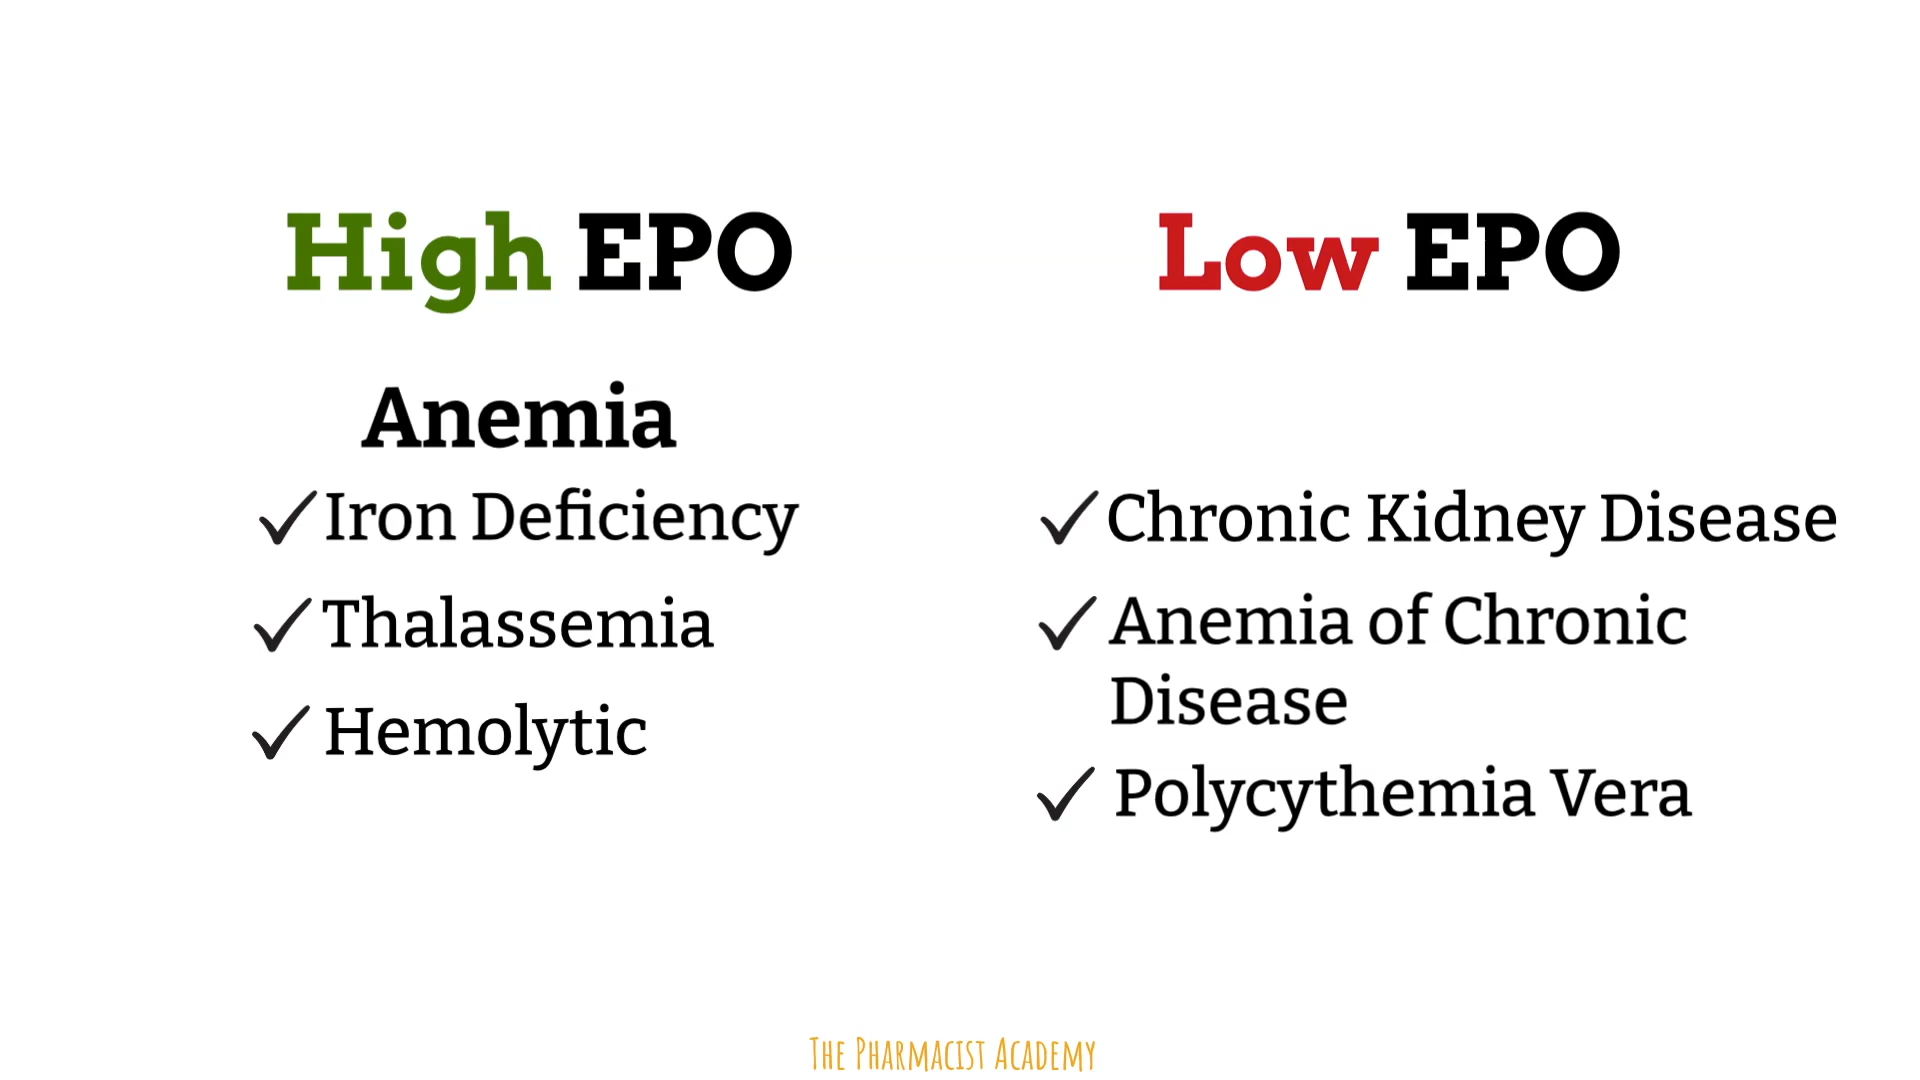 High EPO
Anemia
✓ Iron Deficiency
✓ Thalassemia
✓ Hemolytic
Low EPO
✓ Chronic Kidney Disease
✓ Anemia of Chronic
Disease
✓ Polycythemia Vera
The Pharmacist Academy